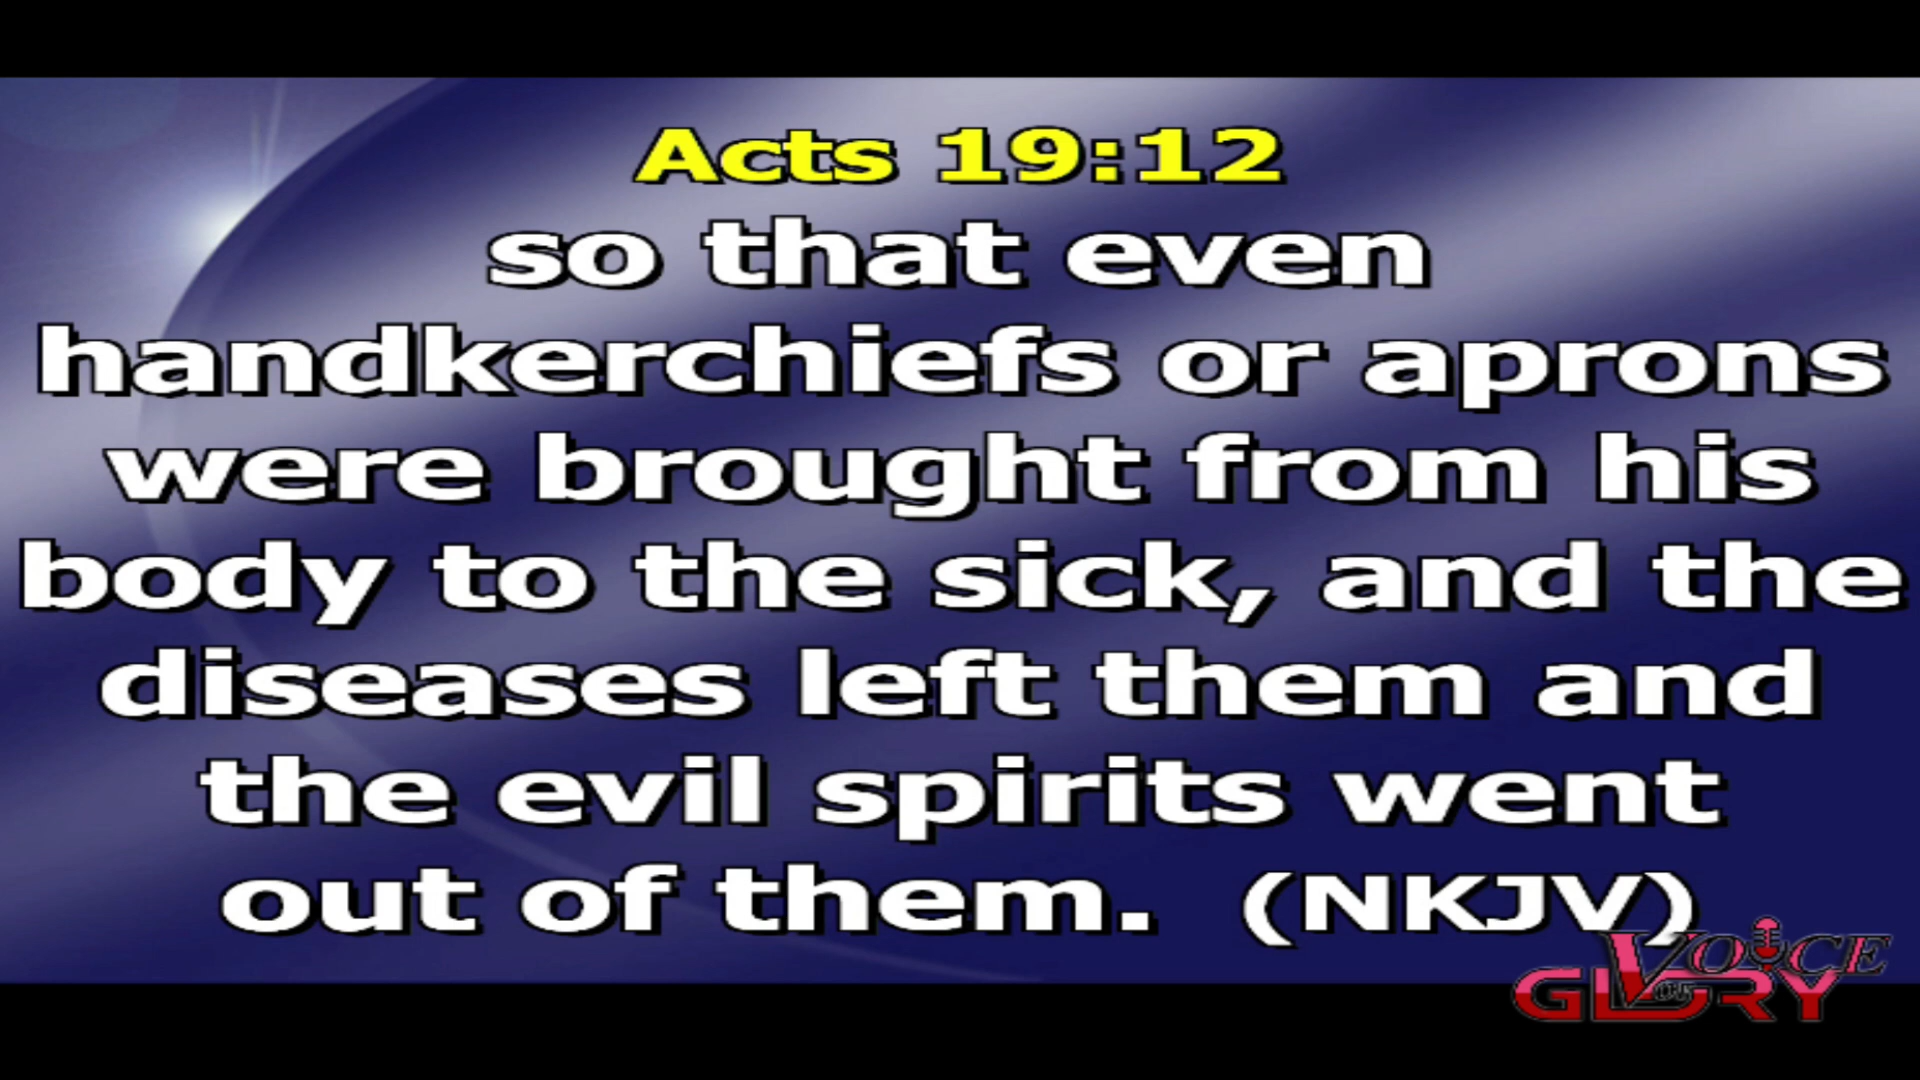 Acts 19:12
so that even
handkerchiefs or aprons
were brought from his
body to the sick, and the
diseases left them and
the evil spirits went
out of them. (NKJV)
VOICE
OF
GLORY